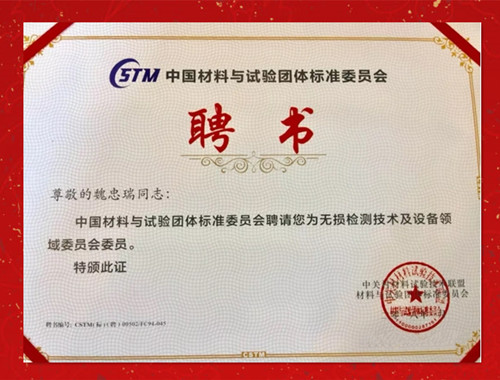 CSTM 中国材料与试验团体标准委员会
聘书
尊敬的魏忠瑞同志：
中国材料与试验团体标准委员会聘请您为无损检测技术及设备领
域委员会委员。
特颁此证
中关村材料试验技术联盟
材料与试验团体标准委员会
CSTM